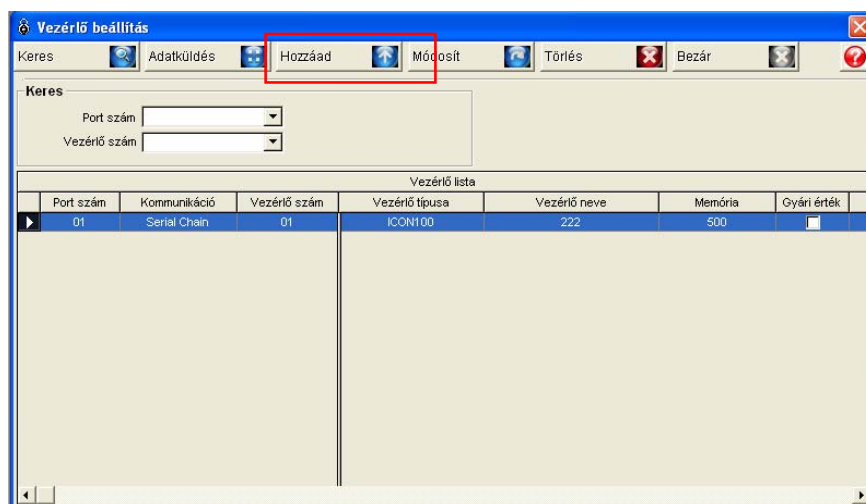 Vezérlő beállítás
Keres Adatküldés Hozzáad Módosít Törlés Bezár ?
Keres
Port szám
Vezérlő szám
Vezérlő lista
Port szám Kommunikáció Vezérlő szám Vezérlő típusa Vezérlő neve Memória Gyári érték
01 Serial Chain 01 ICON100 222 500